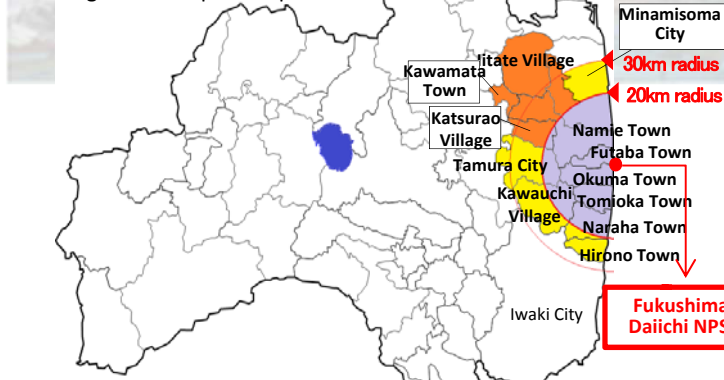 Minamisoma
City
litate Village
30km radius
Kawamata
Town
20km radius
Katsurao
Village
Namie Town
Futaba Town
Tamura City
Okuma Town
Kawauchi
Village
Tomioka Town
Naraha Town
Hirono Town
Iwaki City
Fukushima
Daiichi NPS